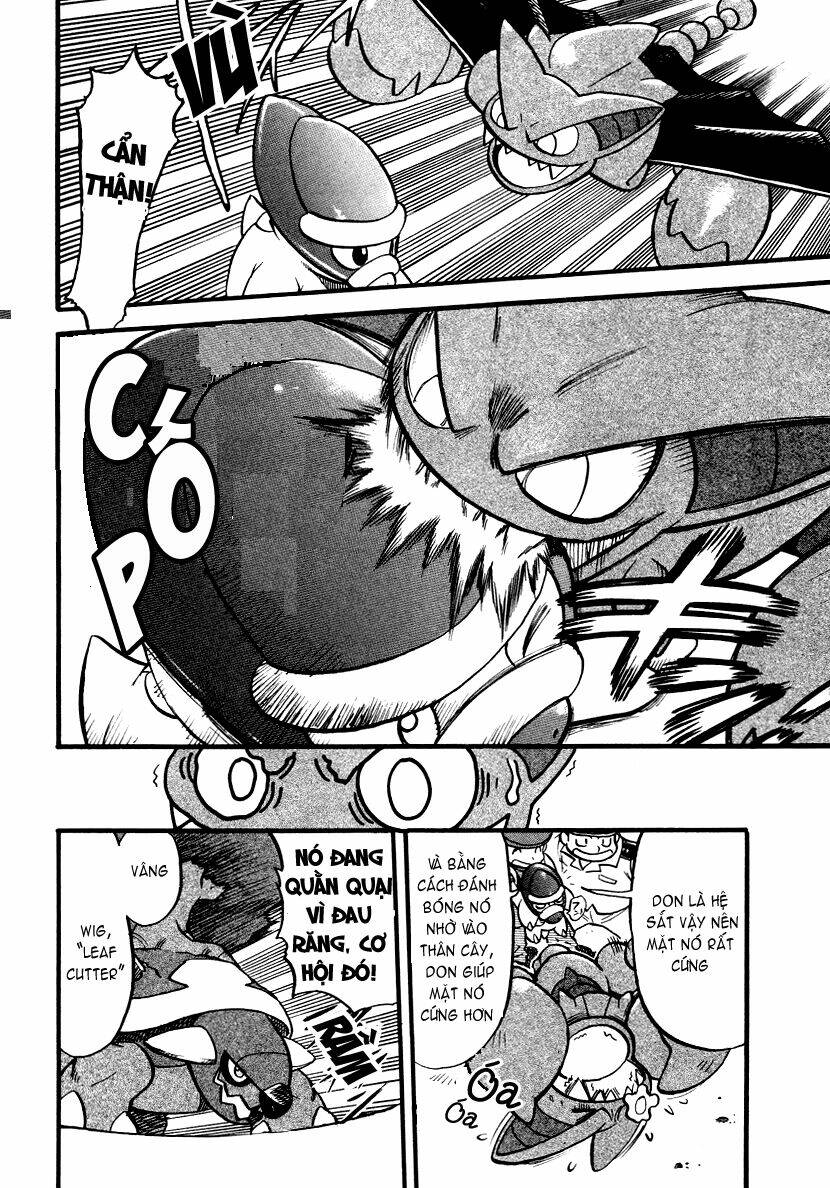 VÙ
CẨN
THẬN!
CỐP
DON LÀ HỆ
SẮT VẬY NÊN
MẶT NÓ RẤT
CỨNG
VÀ BẰNG
CÁCH ĐÁNH
BÓNG NÓ
NHỜ VÀO
THÂN CÂY,
DON GIÚP
MẶT NÓ
CỨNG HƠN
Óa
Óa
NÓ ĐANG
QUẰN QUẠI
VÌ ĐAU
RĂNG, CƠ
HỘI ĐÓ!
RẦM
VÂNG
WIG,
"LEAF
CUTTER"